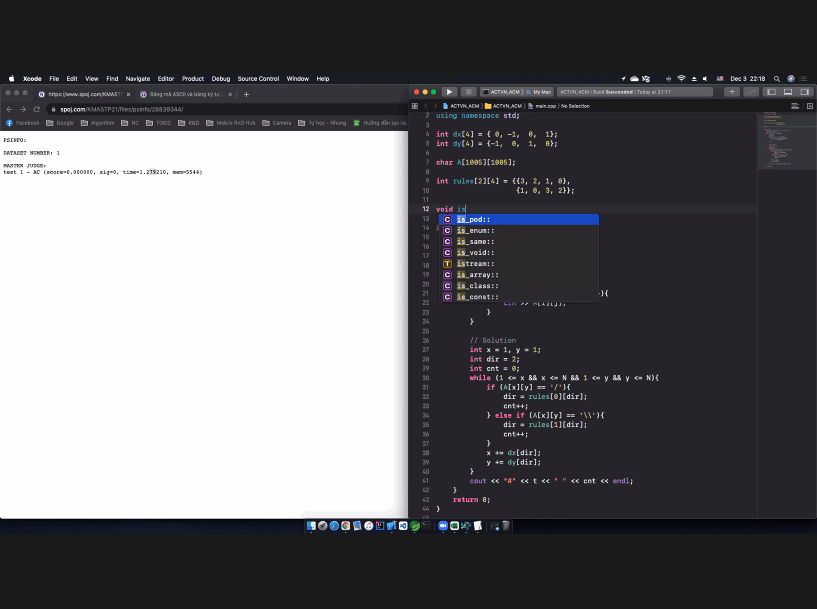 Xcode File Edit View Find Navigate Editor Product Debug Source Control Window Help Dec 3 22:18
https://www.spoj.com/KMASTP
Bảng mã ASCII và bảng ký tự
spoj.com/KMASTP21/files/psinfo/28839344/
Facebook Google Algorithm NC TOEIC R&D Mobile RnD Hub Camera Tự học - Nhung Hướng dẫn tạo và
PSINFO:
DATASET NUMBER: 1
MASTER JUDGE:
test 1 - AC (score=0.000000, sig=0, time=1.279210, mem=5544)
ACTVN_ACM My Mac
ACTVN_ACM | Build Succeeded | Today at 21:11
ACTVN_ACM ACTVN_ACM main.cpp No Selection
2 using namespace std;
3
4 int dx[4] = { 0, -1, 0, 1};
5 int dy[4] = {-1, 0, 1, 0};
6
7 char A[1005][1005];
8
9 int rules[2][4] = {{3, 2, 1, 0},
10 {1, 0, 3, 2}};
11
12 void is
13 C is_pod::
14 C is_enum::
15 C is_same::
16 C is_void::
18 T istream::
19 C is_array::
20 C is_class::
21 C is_const:: ){
22 cin >> A[i][j];
23 }
24 }
25
26 // Solution
27 int x = 1, y = 1;
28 int dir = 2;
29 int cnt = 0;
30 while (1 <= x && x <= N && 1 <= y && y <= N){
31 if (A[x][y] == '/'){
32 dir = rules[0][dir];
33 cnt++;
34 } else if (A[x][y] == '\\'){
35 dir = rules[1][dir];
36 cnt++;
37 }
38 x += dx[dir];
39 y += dy[dir];
40 }
41 cout << "#" << t << " " << cnt << endl;
42 }
43 return 0;
44 }